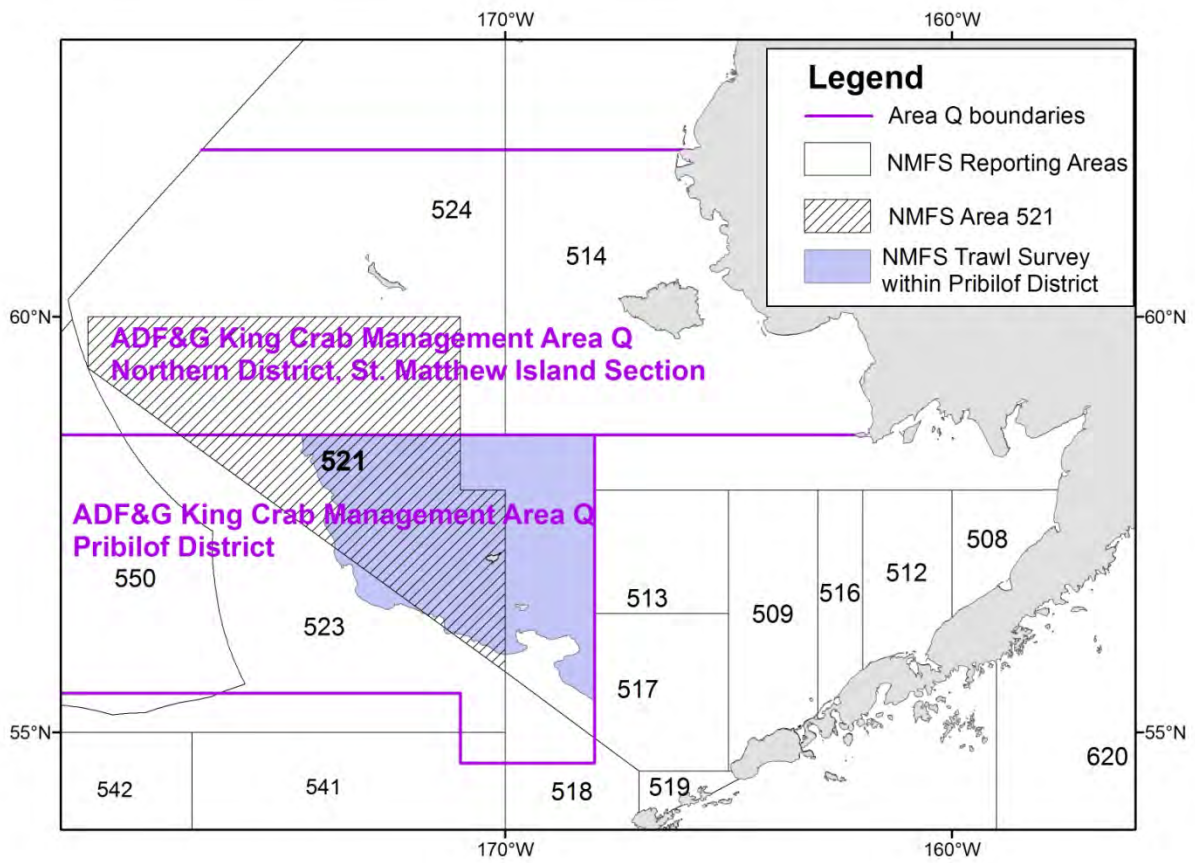 170°W
160°W
Legend
Area Q boundaries
NMFS Reporting Areas
NMFS Area 521
NMFS Trawl Survey
within Pribilof District
524
514
60°N
60°N
ADF&G King Crab Management Area Q
Northern District, St. Matthew Island Section
521
ADF&G King Crab Management Area Q
Pribilof District
550
523
513
509
516
512
508
517
55°N
55°N
620
542
541
518
519
170°W
160°W